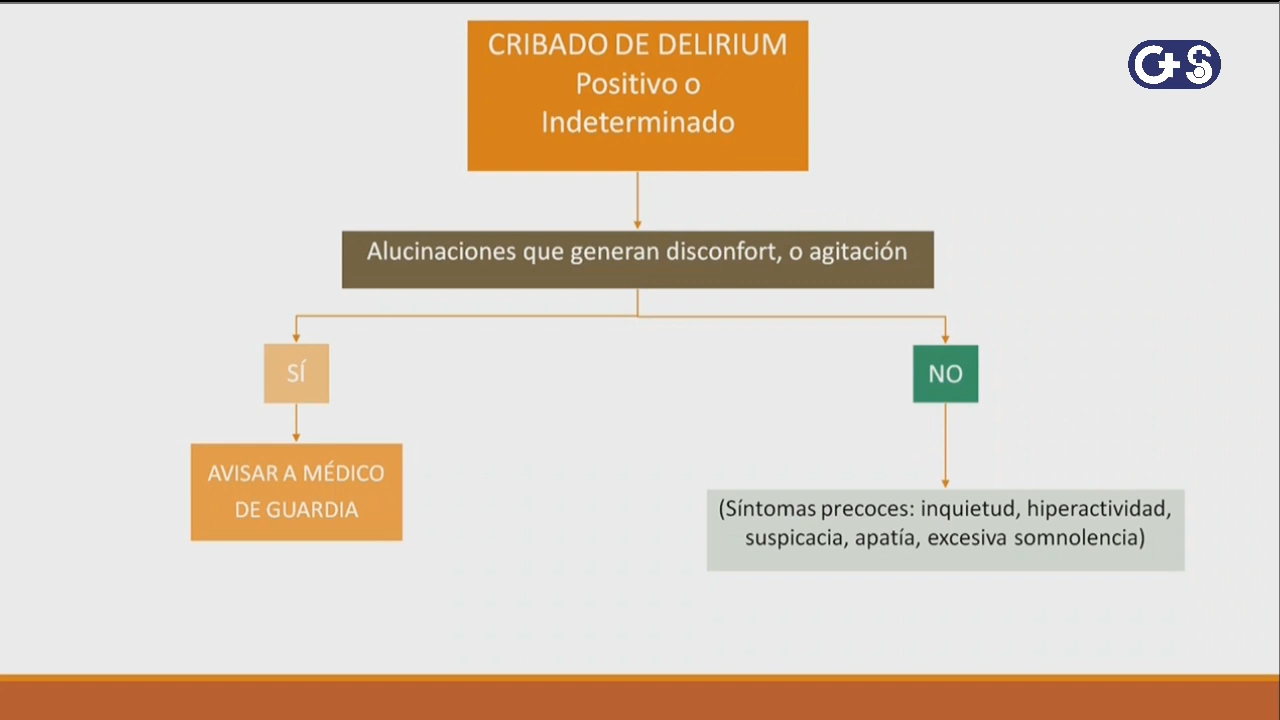 CRIBADO DE DELIRIUM
Positivo o
Indeterminado
G+S
Alucinaciones que generan disconfort, o agitación
SÍ
NO
AVISAR A MÉDICO
DE GUARDIA
(Síntomas precoces: inquietud, hiperactividad,
suspicacia, apatía, excesiva somnolencia)